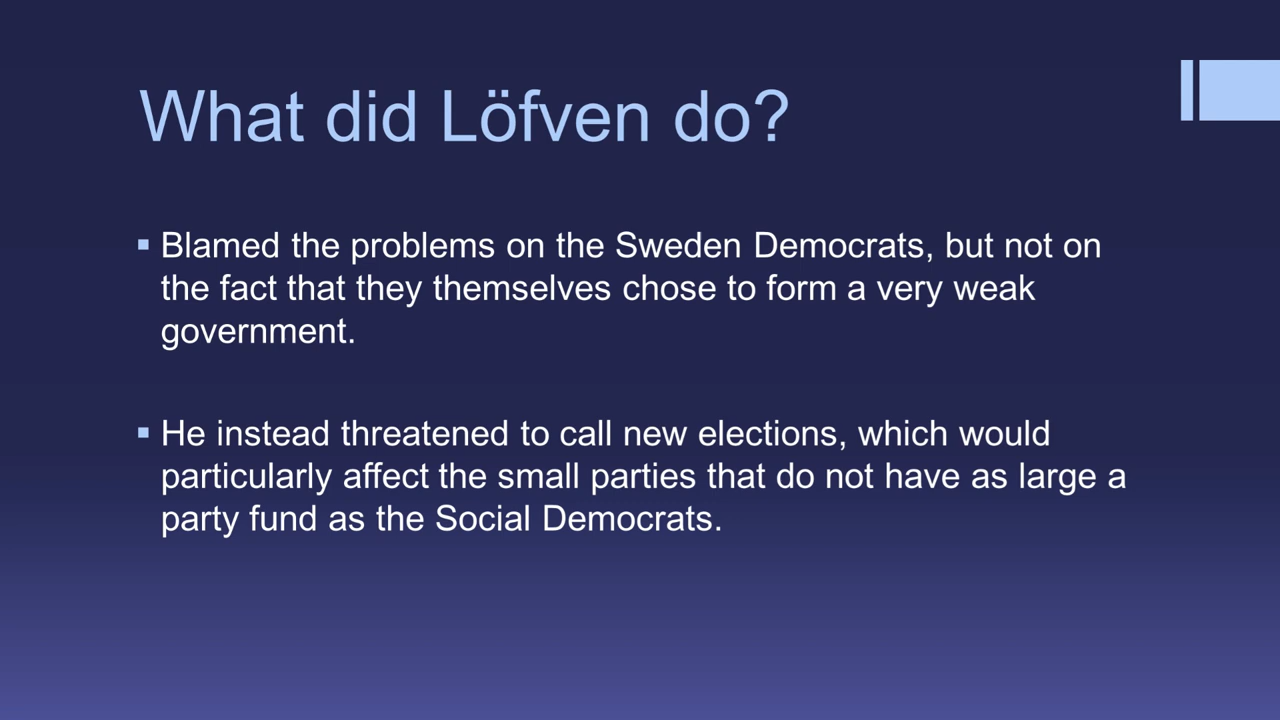 What did Löfven do?
Blamed the problems on the Sweden Democrats, but not on
the fact that they themselves chose to form a very weak
government.
He instead threatened to call new elections, which would
particularly affect the small parties that do not have as large a
party fund as the Social Democrats.